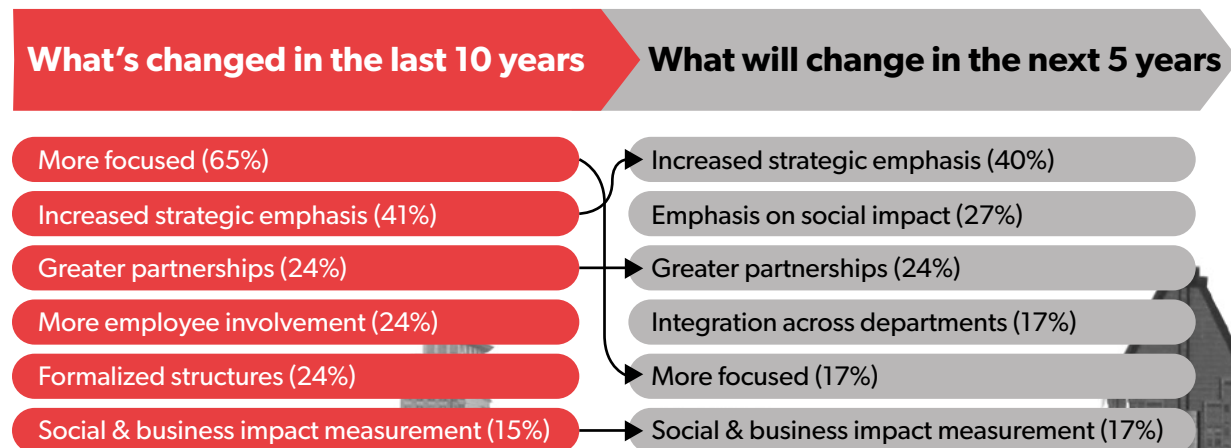 What’s changed in the last 10 years
What will change in the next 5 years
More focused (65%)
Increased strategic emphasis (41%)
Greater partnerships (24%)
More employee involvement (24%)
Formalized structures (24%)
Social & business impact measurement (15%)
Increased strategic emphasis (40%)
Emphasis on social impact (27%)
Greater partnerships (24%)
Integration across departments (17%)
More focused (17%)
Social & business impact measurement (17%)